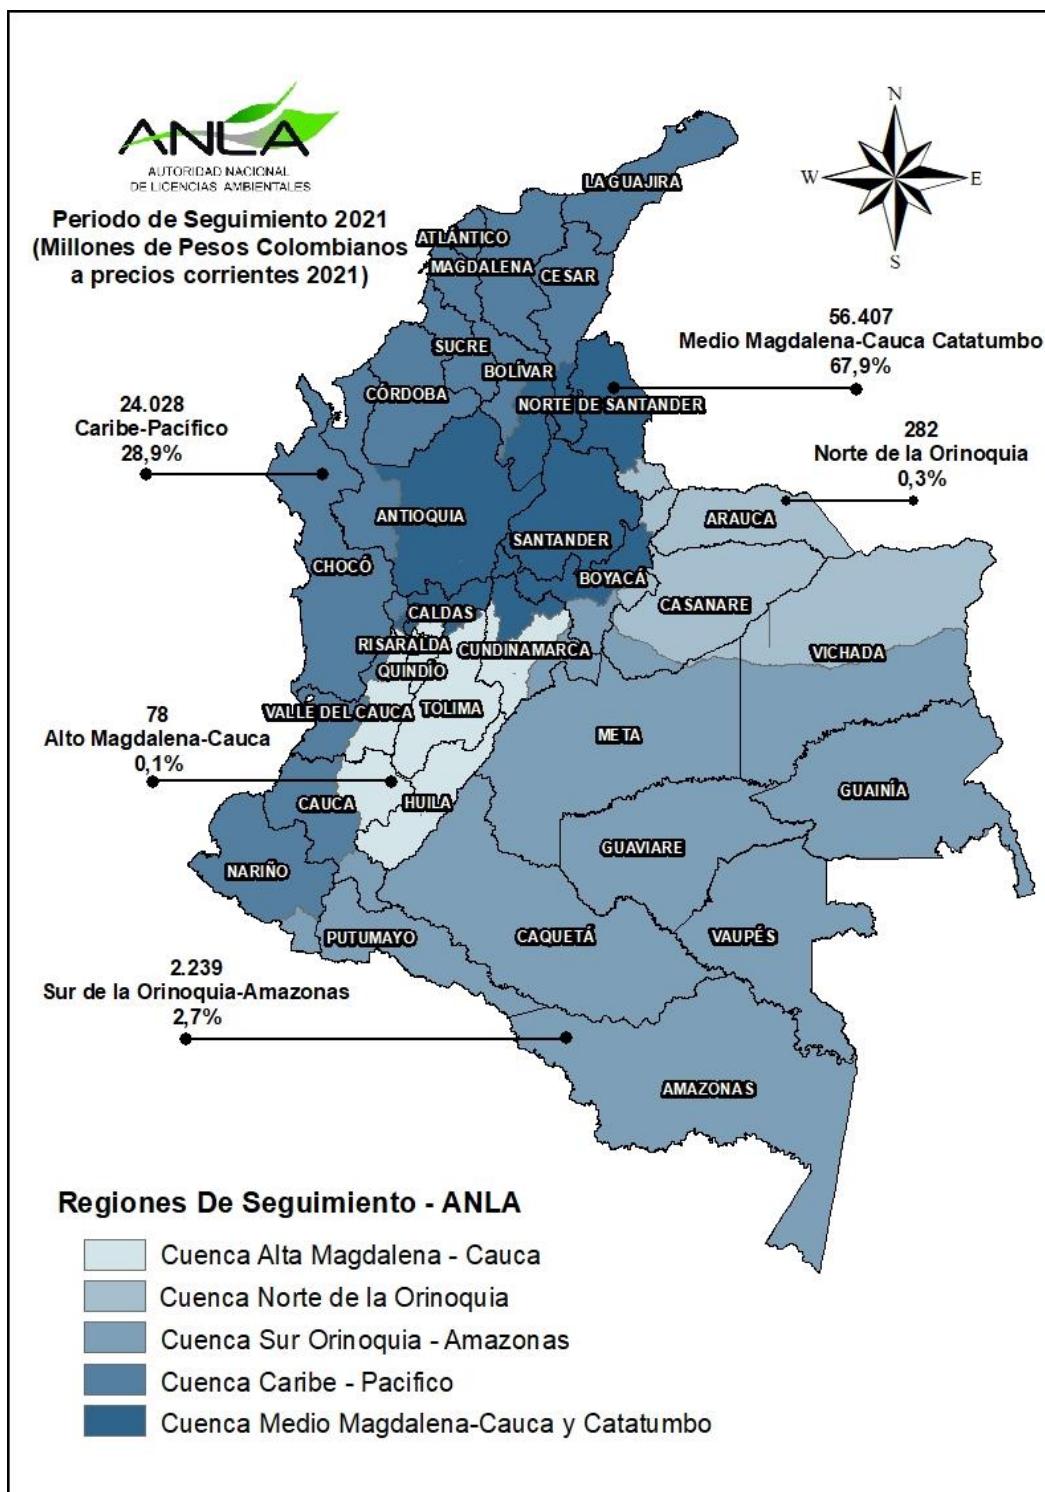 ANLA
AUTORIDAD NACIONAL
DE LICENCIAS AMBIENTALES
Periodo de Seguimiento 2021
(Millones de Pesos Colombianos
a precios corrientes 2021)
N
W
E
S
LA GUAJIRA
ATLÁNTICO
MAGDALENA
CESAR
56.407
Medio Magdalena-Cauca Catatumbo
67,9%
SUCRE
BOLÍVAR
CÓRDOBA
NORTE DE SANTANDER
24.028
Caribe-Pacífico
28,9%
282
Norte de la Orinoquia
0,3%
ANTIOQUIA
ARAUCA
SANTANDER
CHOCÓ
BOYACÁ
CASANARE
CALDAS
RISARALDA
CUNDINAMARCA
VICHADA
QUINDÍO
VALLE DEL CAUCA
TOLIMA
META
78
Alto Magdalena-Cauca
0,1%
GUAINÍA
CAUCA
HUILA
GUAVIARE
NARIÑO
PUTUMAYO
CAQUETÁ
VAUPÉS
2.239
Sur de la Orinoquia-Amazonas
2,7%
AMAZONAS
Regiones De Seguimiento - ANLA
Cuenca Alta Magdalena - Cauca
Cuenca Norte de la Orinoquia
Cuenca Sur Orinoquia - Amazonas
Cuenca Caribe - Pacifico
Cuenca Medio Magdalena-Cauca y Catatumbo